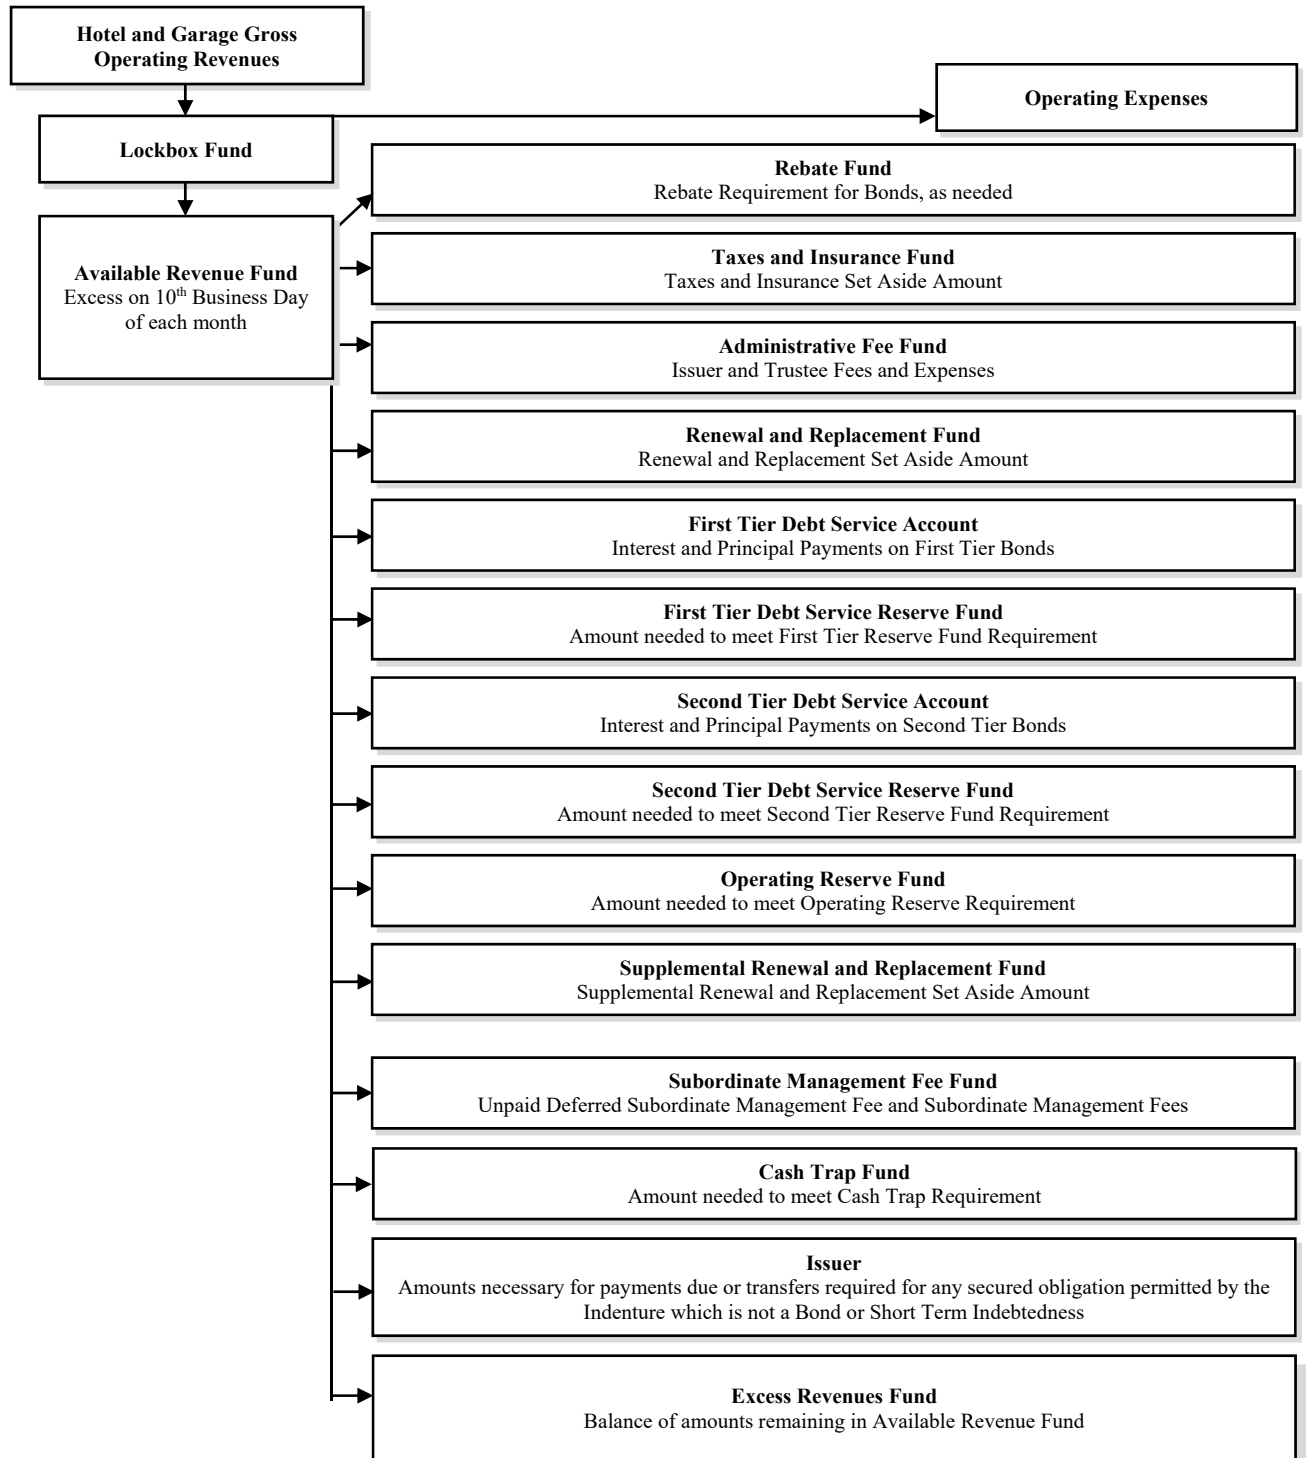 Hotel and Garage Gross
Operating Revenues
Operating Expenses
Lockbox Fund
Rebate Fund
Rebate Requirement for Bonds, as needed
Available Revenue Fund
Excess on 10th Business Day
of each month
Taxes and Insurance Fund
Taxes and Insurance Set Aside Amount
Administrative Fee Fund
Issuer and Trustee Fees and Expenses
Renewal and Replacement Fund
Renewal and Replacement Set Aside Amount
First Tier Debt Service Account
Interest and Principal Payments on First Tier Bonds
First Tier Debt Service Reserve Fund
Amount needed to meet First Tier Reserve Fund Requirement
Second Tier Debt Service Account
Interest and Principal Payments on Second Tier Bonds
Second Tier Debt Service Reserve Fund
Amount needed to meet Second Tier Reserve Fund Requirement
Operating Reserve Fund
Amount needed to meet Operating Reserve Requirement
Supplemental Renewal and Replacement Fund
Supplemental Renewal and Replacement Set Aside Amount
Subordinate Management Fee Fund
Unpaid Deferred Subordinate Management Fee and Subordinate Management Fees
Cash Trap Fund
Amount needed to meet Cash Trap Requirement
Issuer
Amounts necessary for payments due or transfers required for any secured obligation permitted by the
Indenture which is not a Bond or Short Term Indebtedness
Excess Revenues Fund
Balance of amounts remaining in Available Revenue Fund